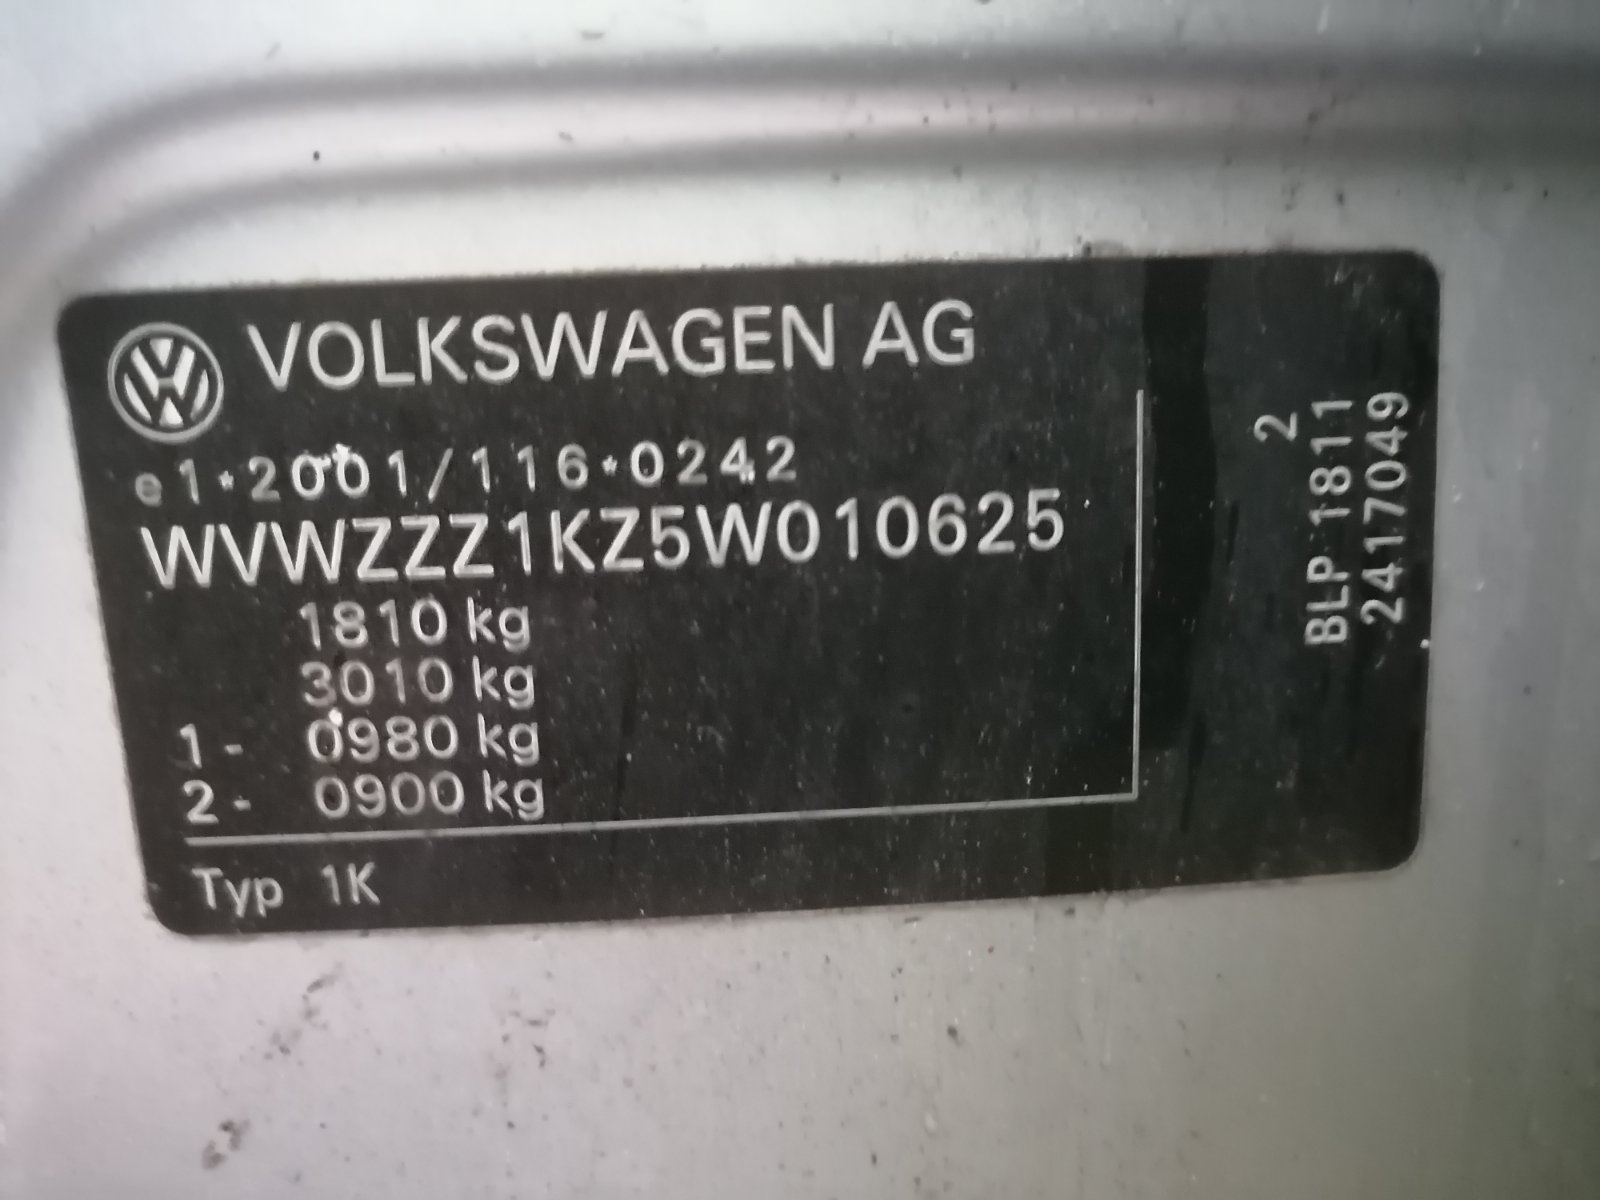 VOLKSWAGEN AG
e1*2001/116*0242
WVWZZZ1KZ5W010625
1810 kg
3010 kg
1- 0980 kg
2- 0900 kg
Typ 1K
2
BLP 1811
2417049